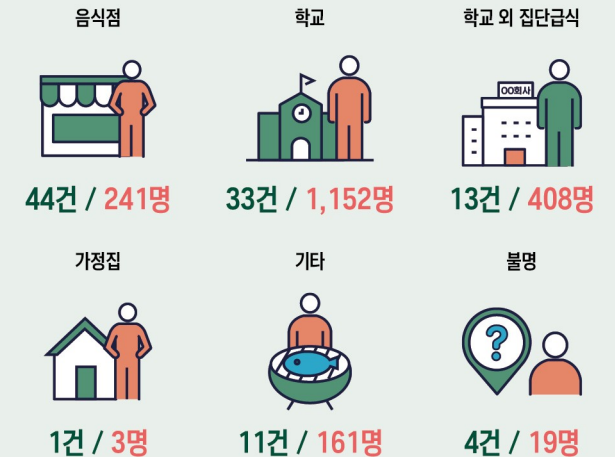 음식점
학교
학교 외 집단급식
OO회사
44건 / 241명
33건 / 1,152명
13건 / 408명
가정집
기타
불명
?
1건 / 3명
11건 / 161명
4건 / 19명